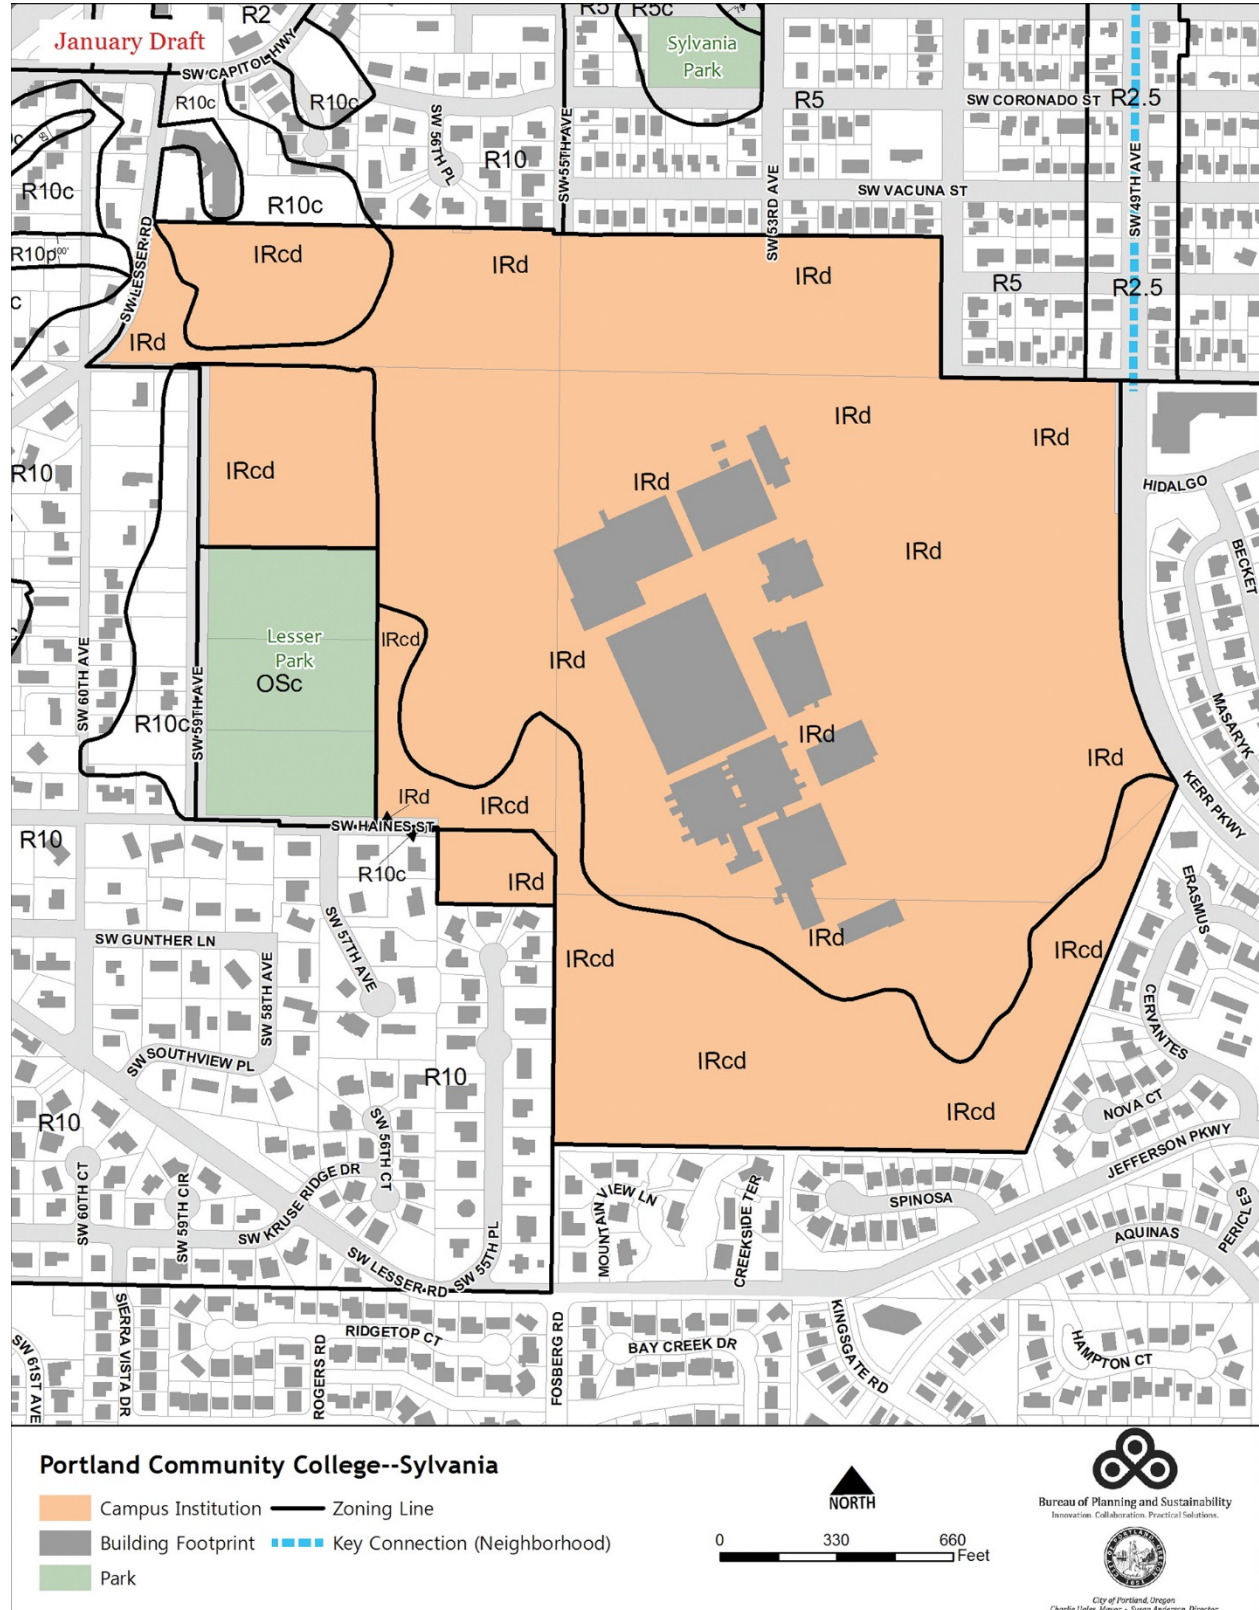 January Draft
R2
SW CAPITOL HWY
R10c
R10c
R5
R5c
Sylvania
Park
R5
SW CORONADO ST
R2.5
SW 56TH PL
R10
SW 55TH AVE
SW 53RD AVE
SW VACUNA ST
SW 49TH AVE
R10c
R10c
R10p
SW LESSER RD
IRcd
IRd
IRd
R5
R2.5
IRd
IRcd
IRd
IRd
IRd
R10
HIDALGO
BECKET
IRd
Lesser
Park
OSc
IRcd
IRd
SW 60TH AVE
SW 59TH AVE
R10c
MASARYK
IRd
IRd
KERR PKWY
IRd
IRcd
SW HAINES ST
R10
R10c
IRd
ERASMUS
SW GUNTHER LN
SW 57TH AVE
SW 58TH AVE
IRd
IRcd
IRcd
CERVANTES
SW SOUTHVIEW PL
R10
IRcd
IRcd
NOVA CT
R10
SW 56TH CT
JEFFERSON PKWY
SW 60TH CT
SW 59TH CIR
SW KRUSE RIDGE DR
MOUNTAIN VIEW LN
CREEKSIDE TER
SPINOSA
PERICLES
AQUINAS
SW LESSER RD
SW 55TH PL
SIERRA VISTA DR
RIDGETOP CT
ROGERS RD
FOSBERG RD
BAY CREEK DR
KINGSGATE RD
HAMPTON CT
SW 61ST AVE
Portland Community College--Sylvania
Campus Institution
Zoning Line
Building Footprint
Key Connection (Neighborhood)
Park
NORTH
0 330 660
Feet
Bureau of Planning and Sustainability
Innovation. Collaboration. Practical Solutions.
City of Portland, Oregon
Charlie Hales, Mayor • Susan Anderson, Director